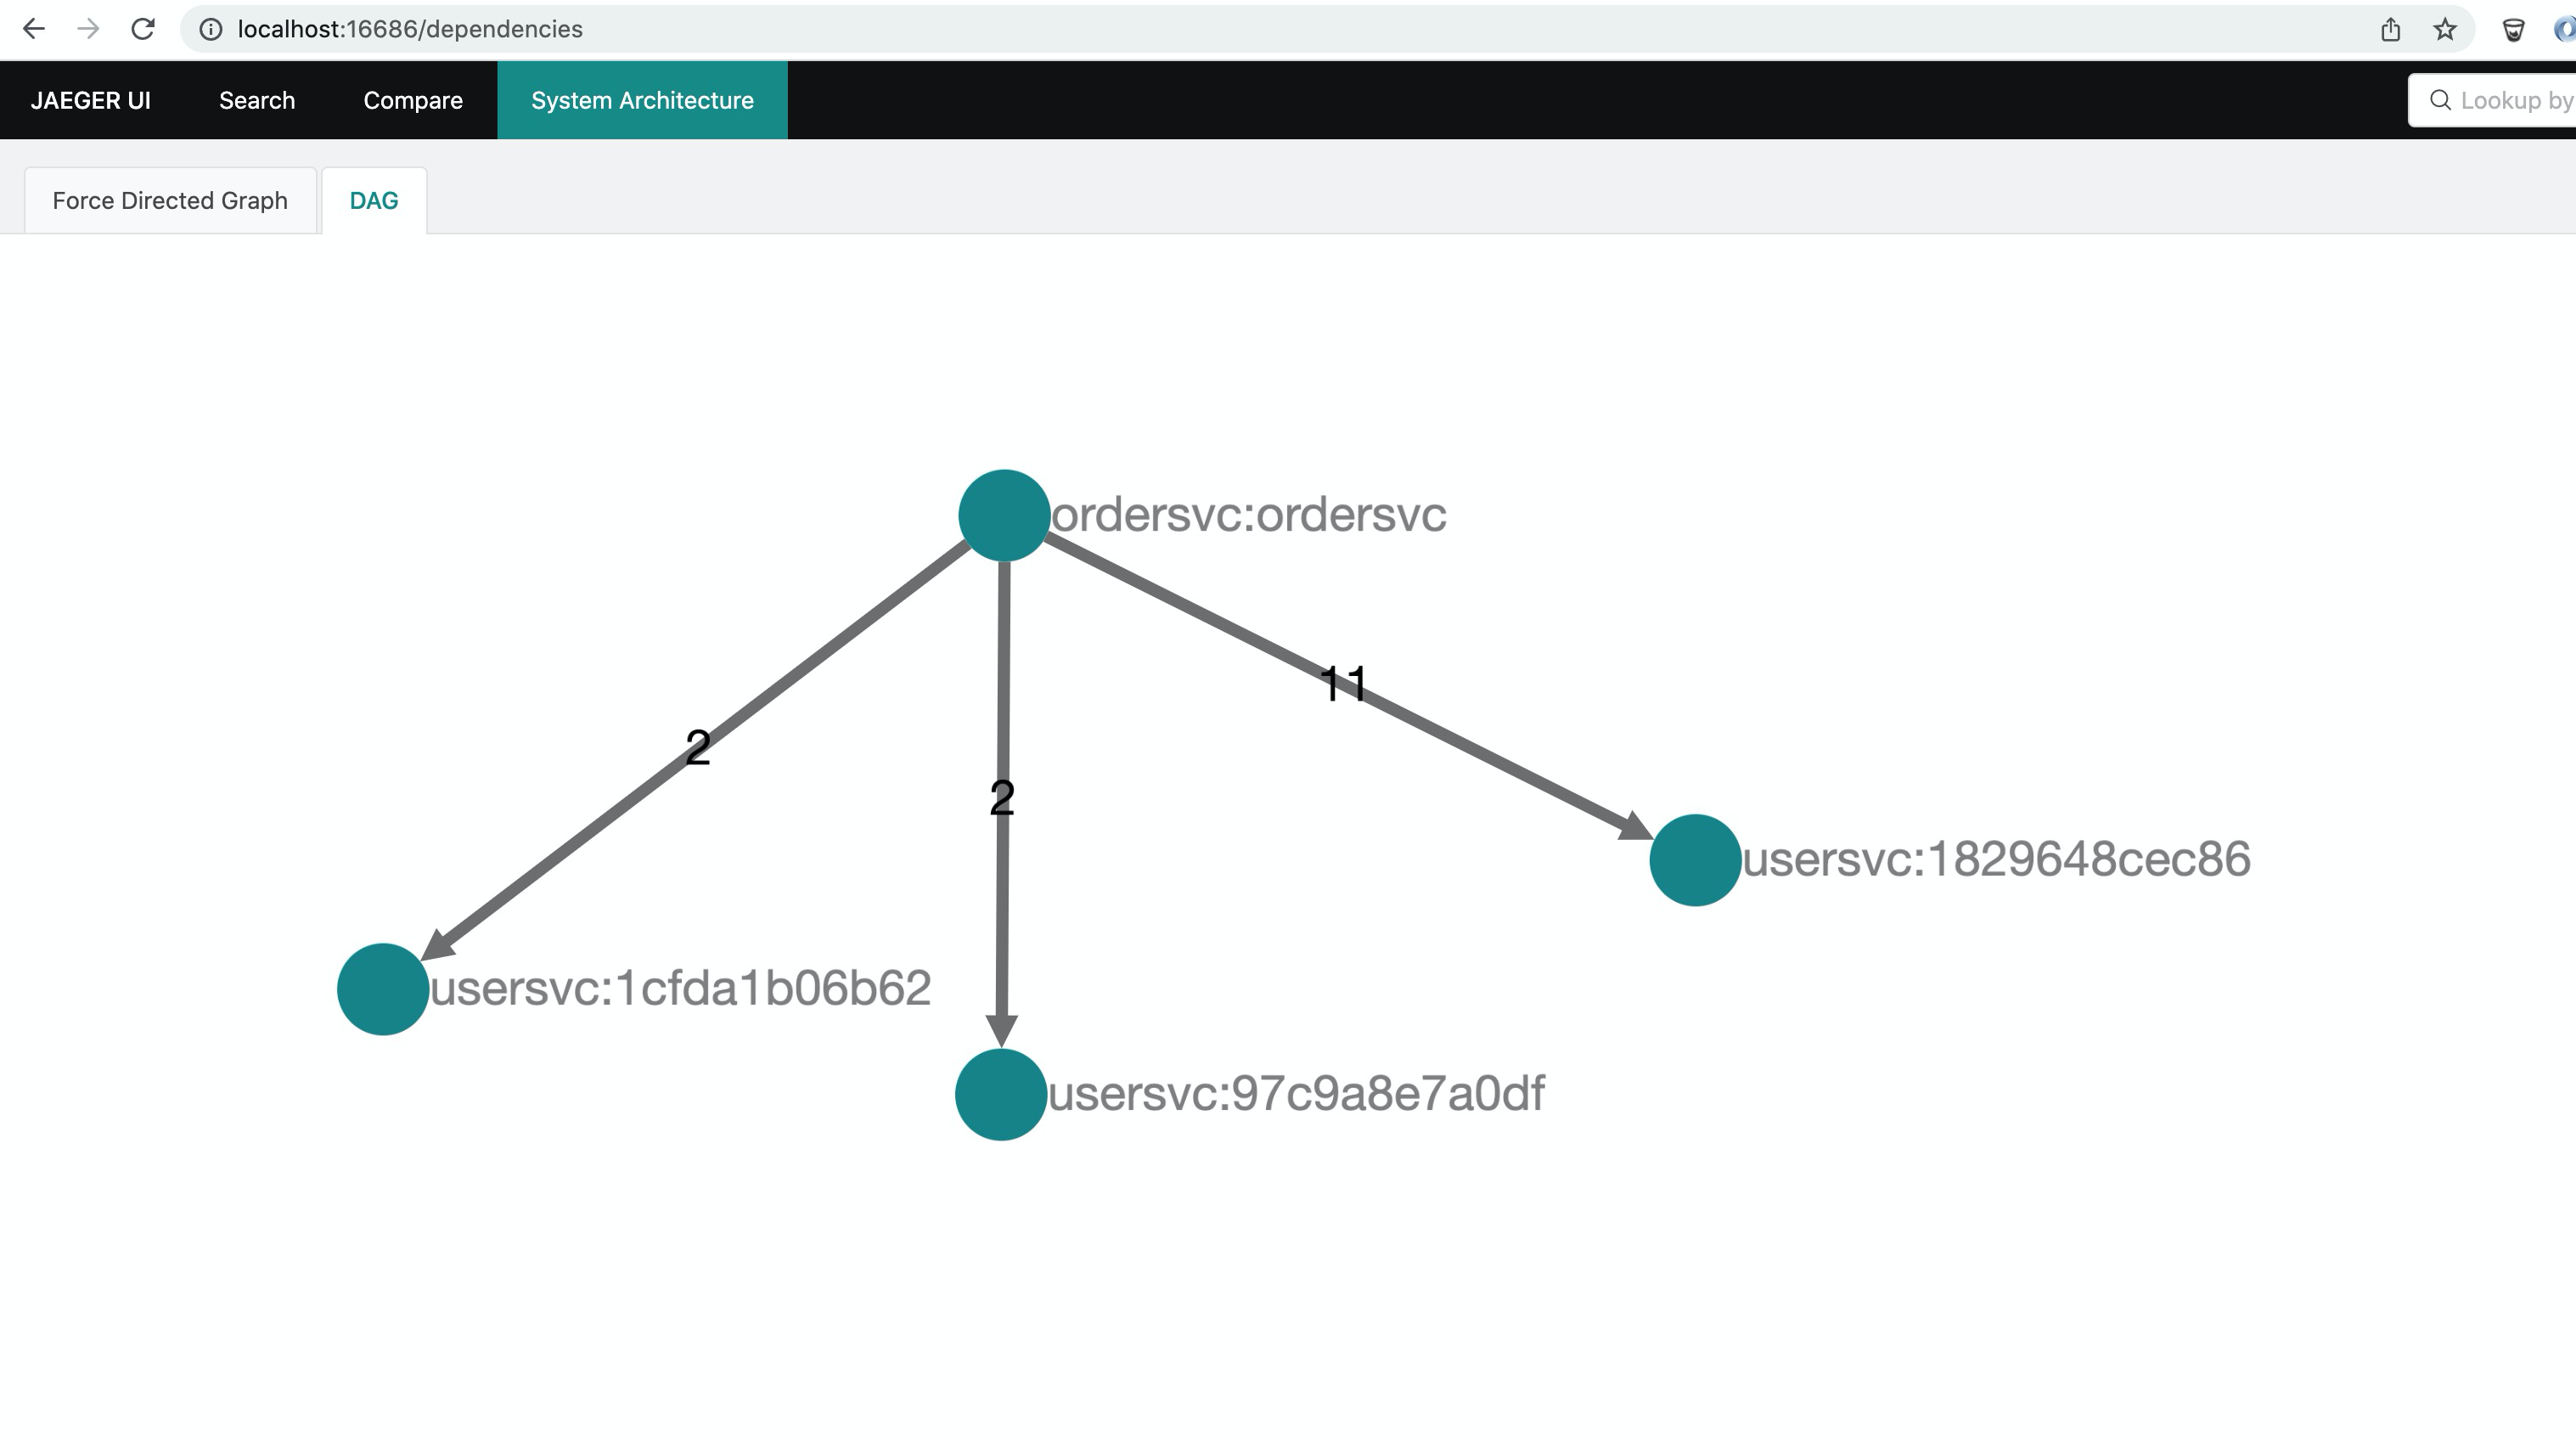 localhost:16686/dependencies
JAEGER UI Search Compare System Architecture Lookup by
Force Directed Graph DAG
ordersvc:ordersvc
11
2
2
usersvc:1829648cec86
usersvc:1cfda1b06b62
usersvc:97c9a8e7a0df